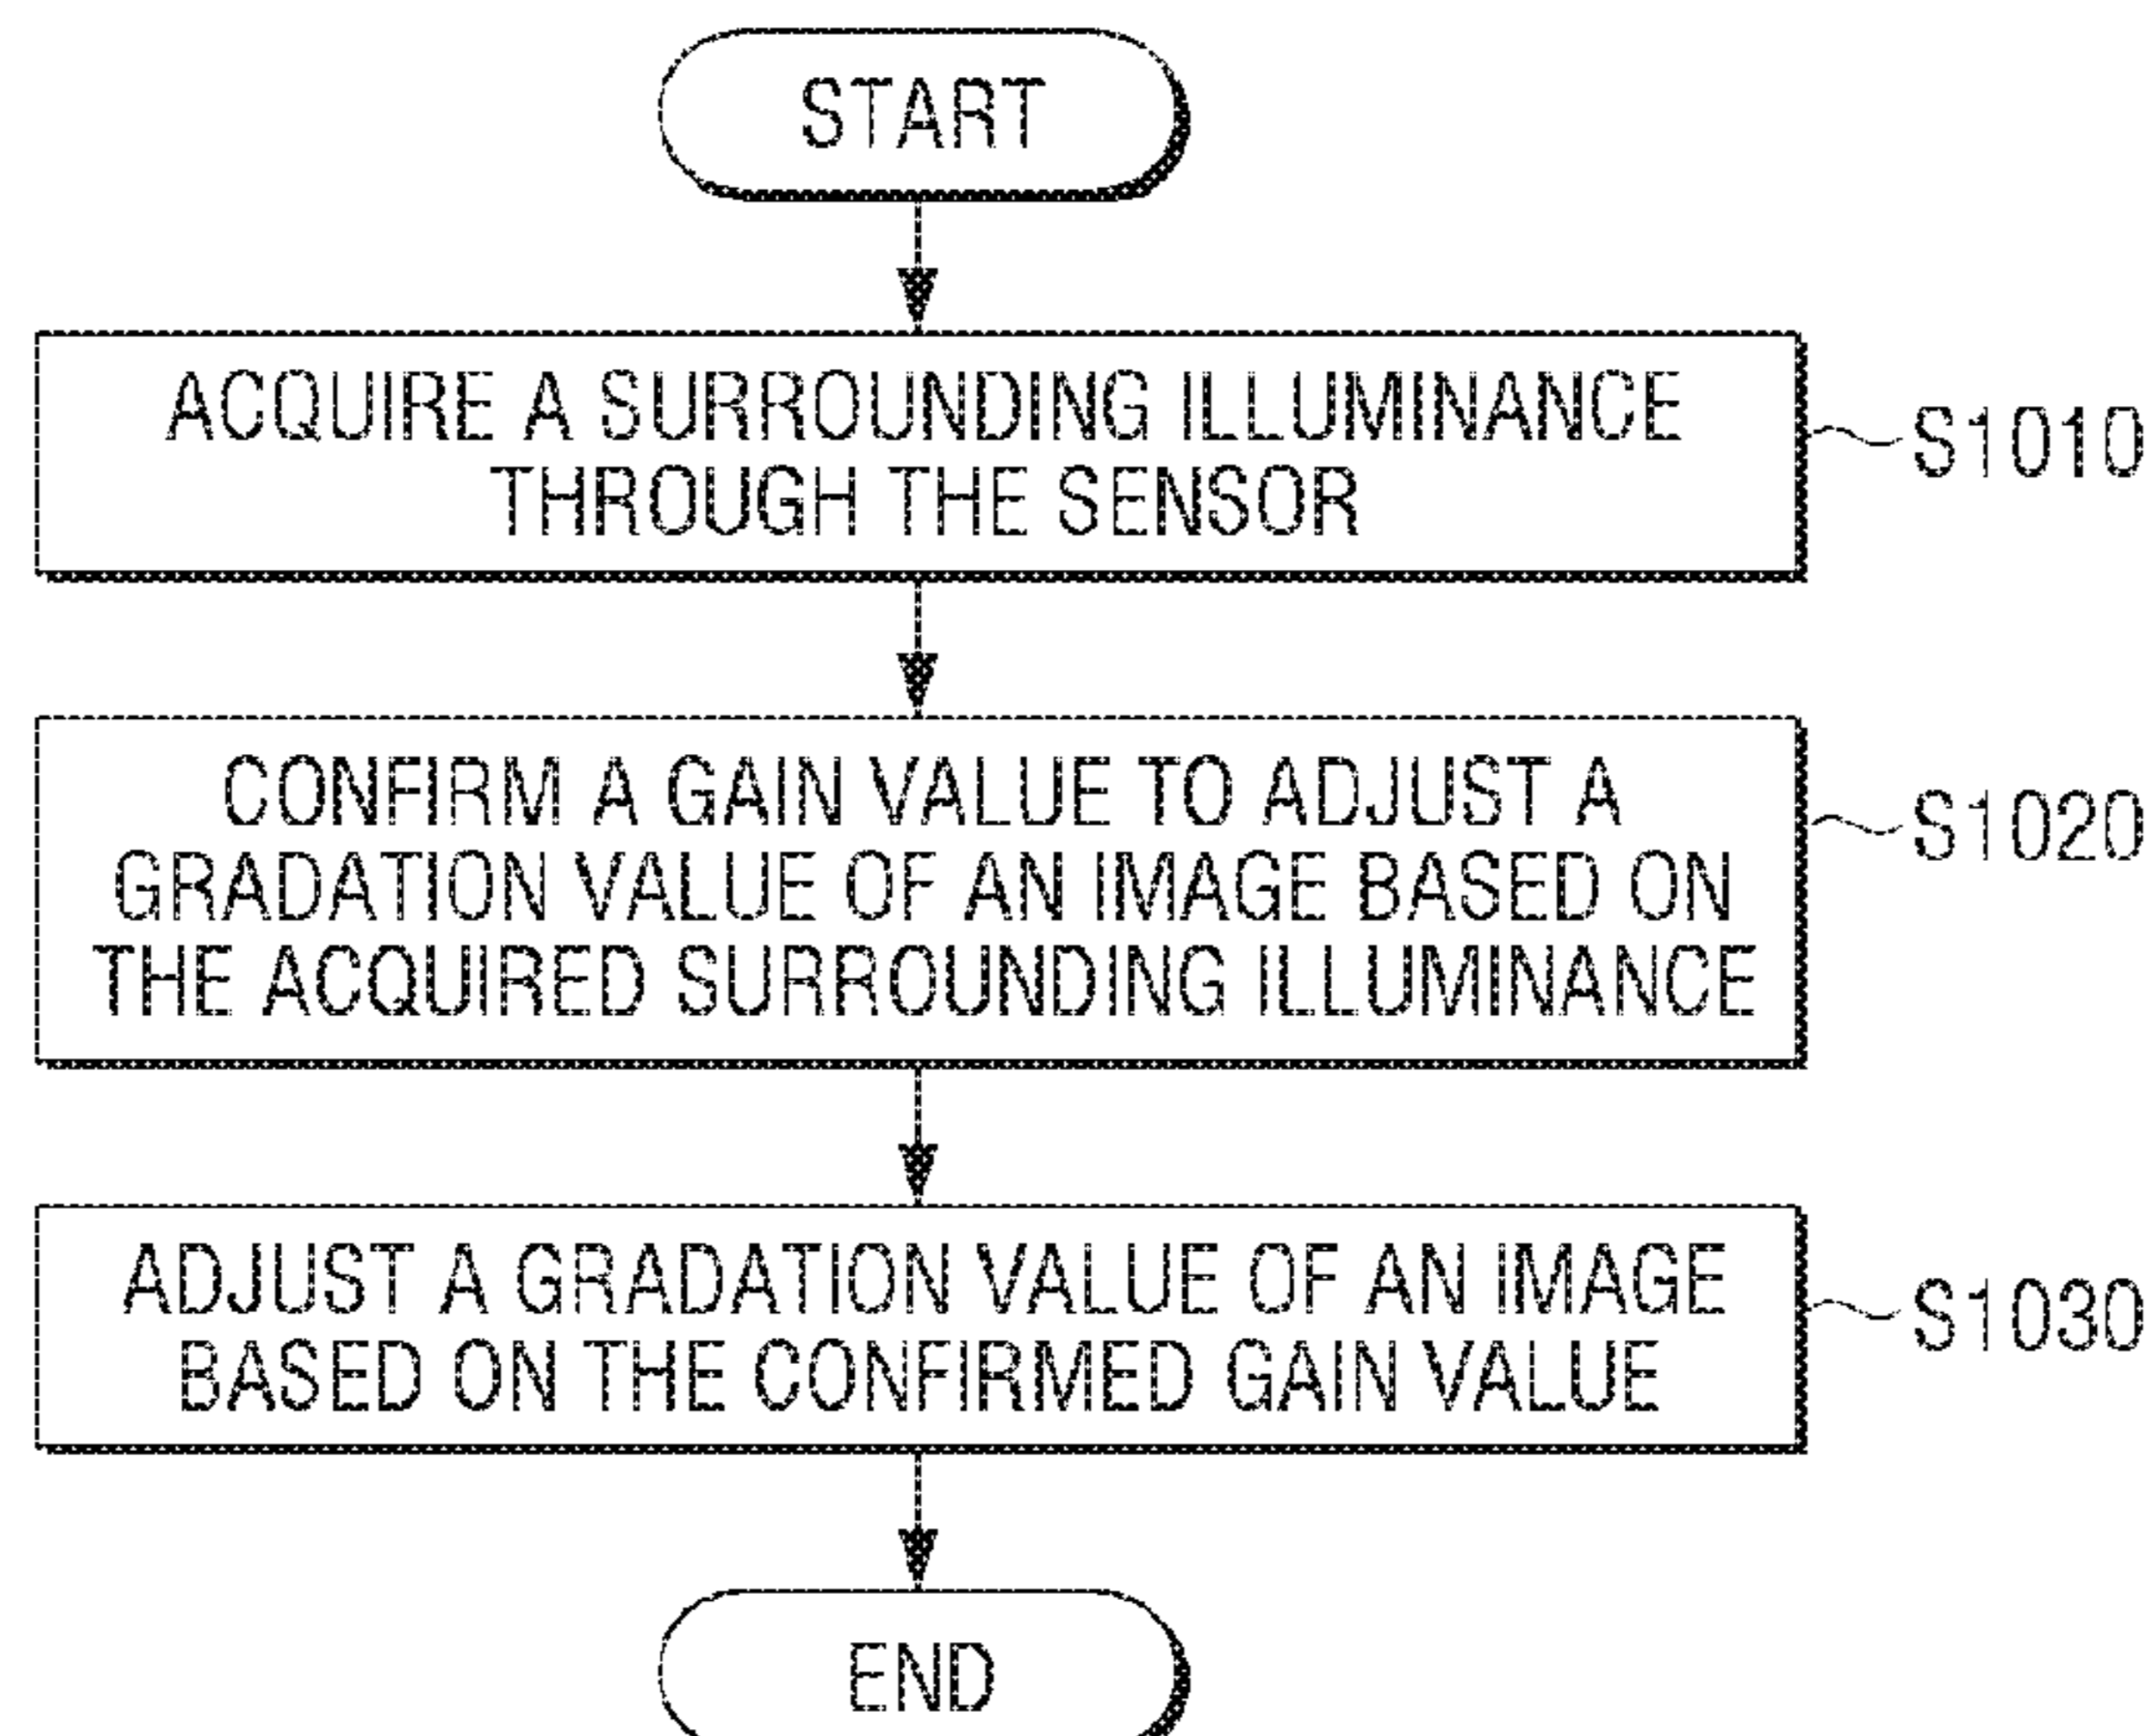 START
ACQUIRE A SURROUNDING ILLUMINANCE
THROUGH THE SENSOR
S1010
CONFIRM A GAIN VALUE TO ADJUST A
GRADATION VALUE OF AN IMAGE BASED ON
THE ACQUIRED SURROUNDING ILLUMINANCE
S1020
ADJUST A GRADATION VALUE OF AN IMAGE
BASED ON THE CONFIRMED GAIN VALUE
S1030
END